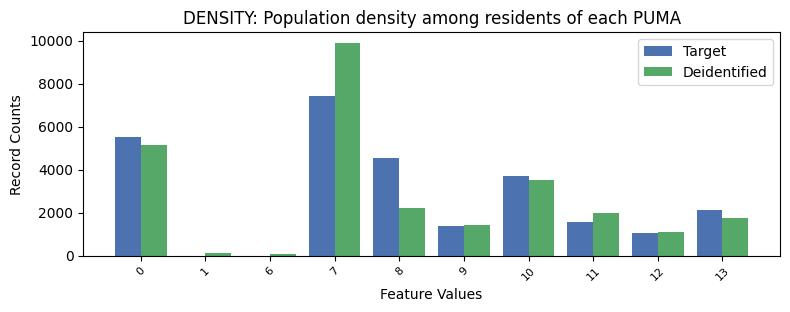 DENSITY: Population density among residents of each PUMA
Target
Deidentified
Record Counts
10000
8000
6000
4000
2000
0
0 1 6 7 8 9 10 11 12 13
Feature Values